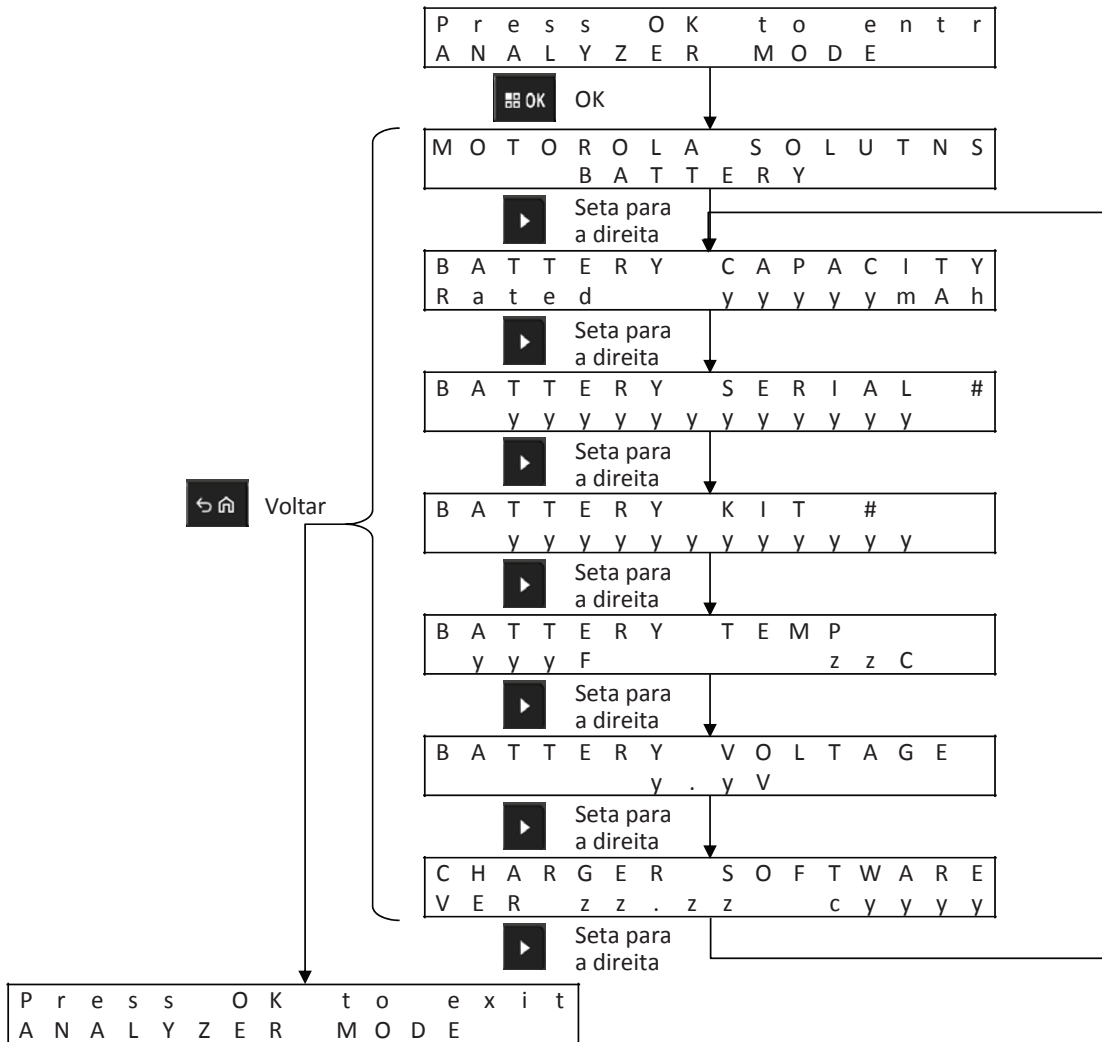 Press OK to entr
ANALYZER MODE
OK OK
MOTOROLA SOLUTNS
BATTERY
Seta para
a direita
BATTERY CAPACITY
Rated yyyyymAh
Seta para
a direita
BATTERY SERIAL #
yyyyyyyyyyyy
Seta para
a direita
Voltar
BATTERY KIT #
yyyyyyyyyyyy
Seta para
a direita
BATTERY TEMP
yyyF zzC
Seta para
a direita
BATTERY VOLTAGE
y.yV
Seta para
a direita
CHARGER SOFTWARE
VER zz.zz cyyyy
Seta para
a direita
Press OK to exit
ANALYZER MODE